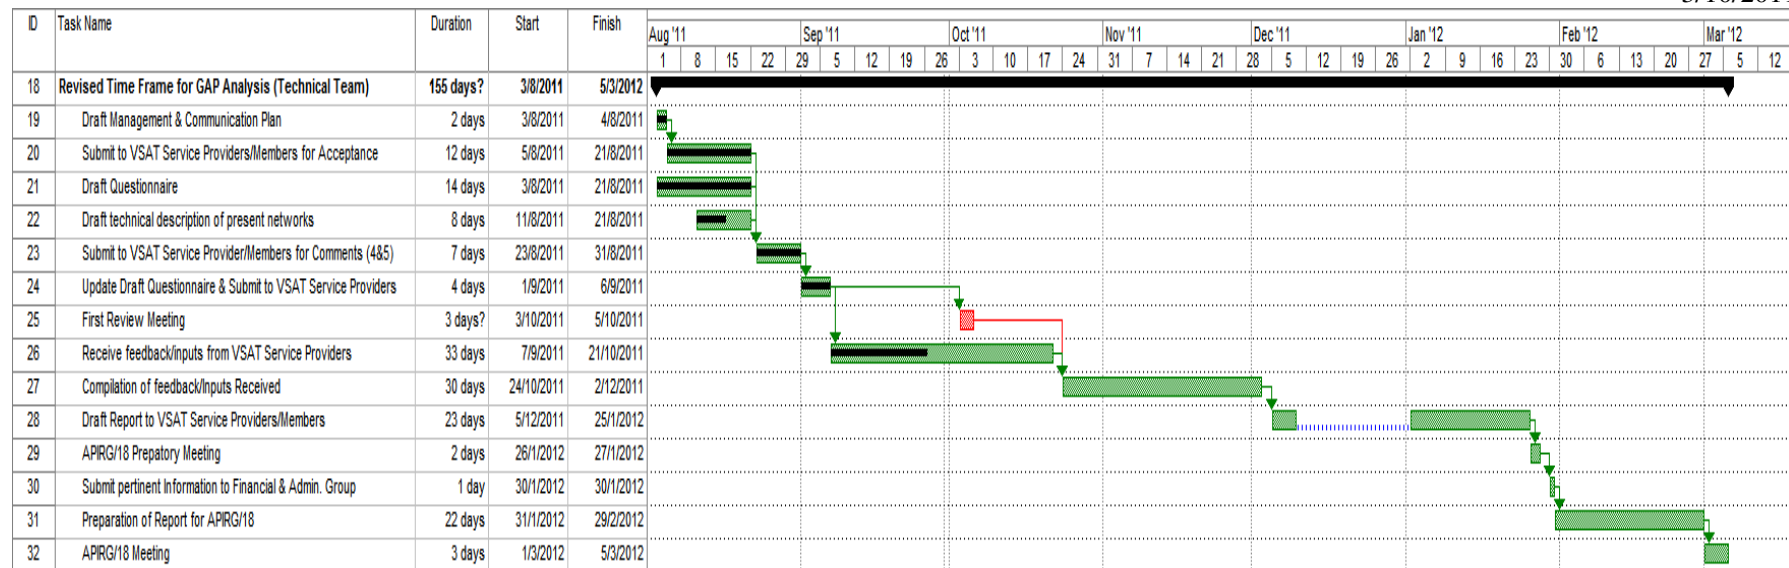 5/10/2011
ID Task Name Duration Start Finish Aug '11 Sep '11 Oct '11 Nov '11 Dec '11 Jan '12 Feb '12 Mar '12
1 8 15 22 29 5 12 19 26 3 10 17 24 31 7 14 21 28 5 12 19 26 2 9 16 23 30 6 13 20 27 5 12
18 Revised Time Frame for GAP Analysis (Technical Team) 155 days? 3/8/2011 5/3/2012
19 Draft Management & Communication Plan 2 days 3/8/2011 4/8/2011
20 Submit to VSAT Service Providers/Members for Acceptance 12 days 5/8/2011 21/8/2011
21 Draft Questionnaire 14 days 3/8/2011 21/8/2011
22 Draft technical description of present networks 8 days 11/8/2011 21/8/2011
23 Submit to VSAT Service Provider/Members for Comments (4&5) 7 days 23/8/2011 31/8/2011
24 Update Draft Questionnaire & Submit to VSAT Service Providers 4 days 1/9/2011 6/9/2011
25 First Review Meeting 3 days? 3/10/2011 5/10/2011
26 Receive feedback/inputs from VSAT Service Providers 33 days 7/9/2011 21/10/2011
27 Compilation of feedback/Inputs Received 30 days 24/10/2011 2/12/2011
28 Draft Report to VSAT Service Providers/Members 23 days 5/12/2011 25/1/2012
29 APIRG/18 Prepatory Meeting 2 days 26/1/2012 27/1/2012
30 Submit pertinent Information to Financial & Admin. Group 1 day 30/1/2012 30/1/2012
31 Preparation of Report for APIRG/18 22 days 31/1/2012 29/2/2012
32 APIRG/18 Meeting 3 days 1/3/2012 5/3/2012